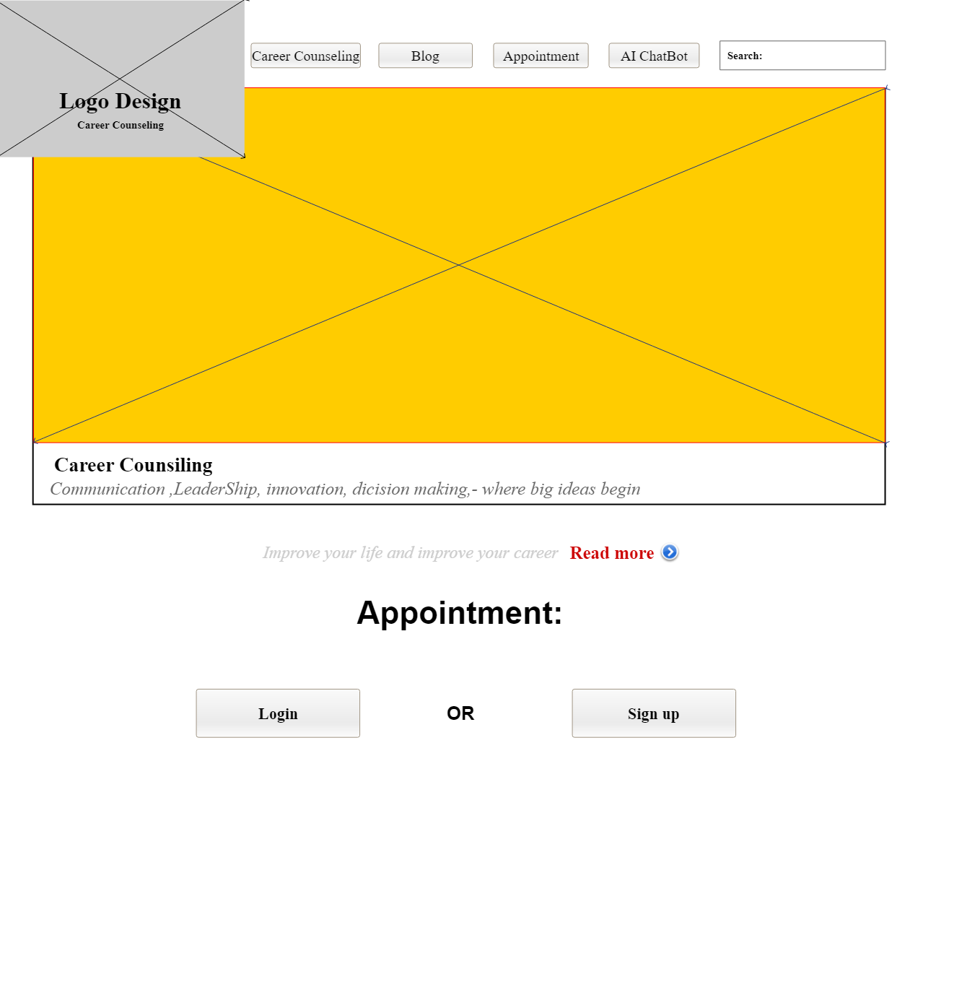 Career Counseling
Blog
Appointment
AI ChatBot
Search:
Logo Design
Career Counseling
Career Counsiling
Communication ,LeaderShip, innovation, dicision making,- where big ideas begin
Improve your life and improve your career Read more
Appointment:
Login
OR
Sign up